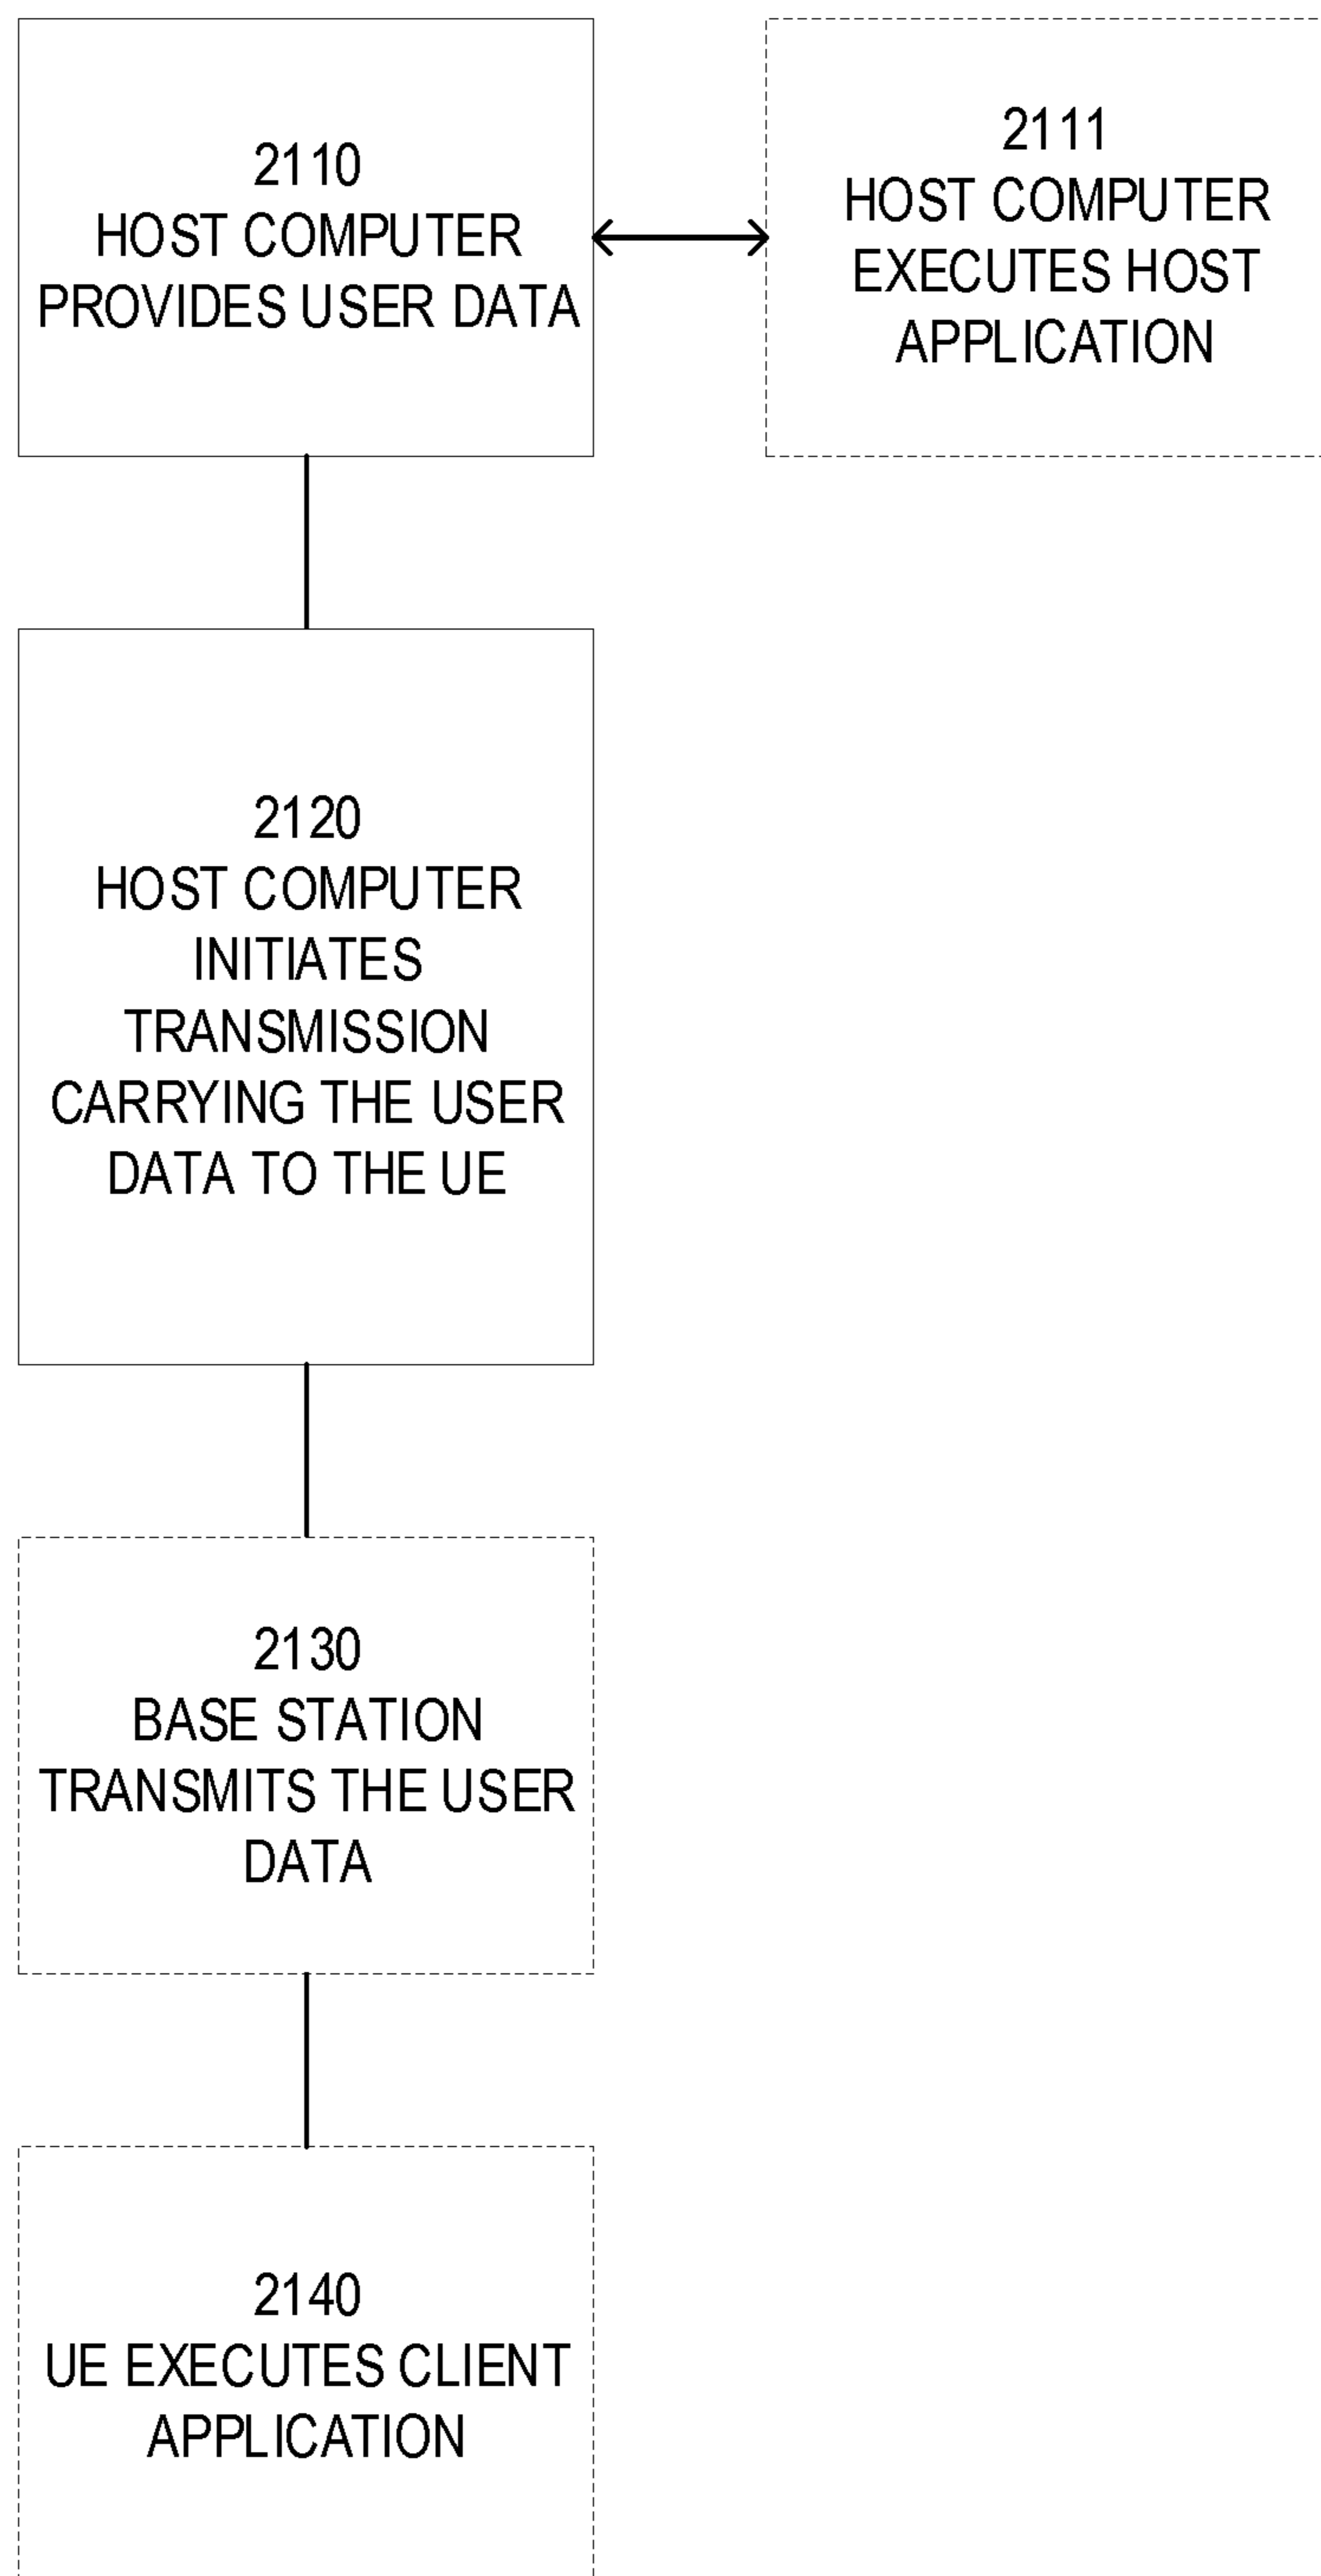 2110
HOST COMPUTER
PROVIDES USER DATA
2111
HOST COMPUTER
EXECUTES HOST
APPLICATION
2120
HOST COMPUTER
INITIATES
TRANSMISSION
CARRYING THE USER
DATA TO THE UE
2130
BASE STATION
TRANSMITS THE USER
DATA
2140
UE EXECUTES CLIENT
APPLICATION